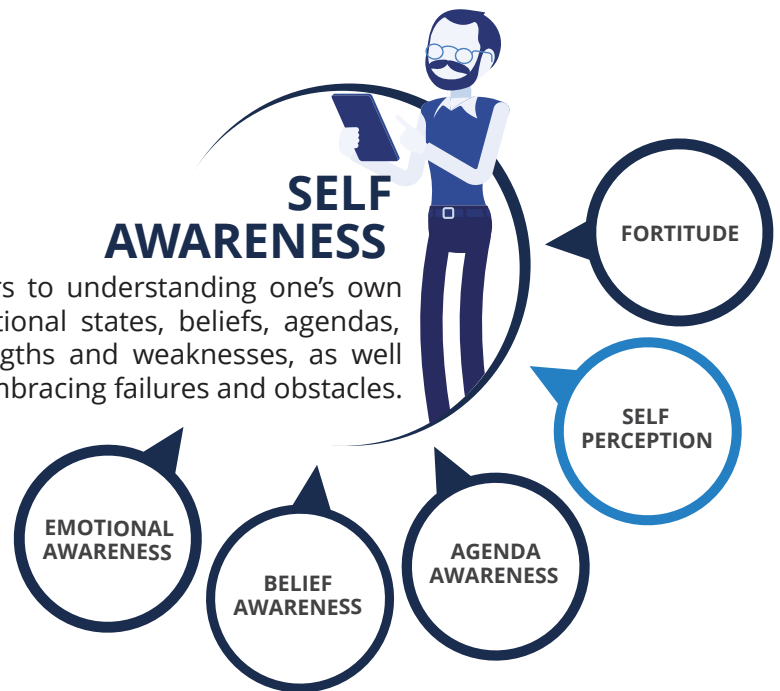 SELF
AWARENESS
to understanding one's own
states, beliefs, agendas,
and weaknesses, as well
failures and obstacles.
FORTITUDE
SELF
PERCEPTION
EMOTIONAL
AWARENESS
BELIEF
AWARENESS
AGENDA
AWARENESS